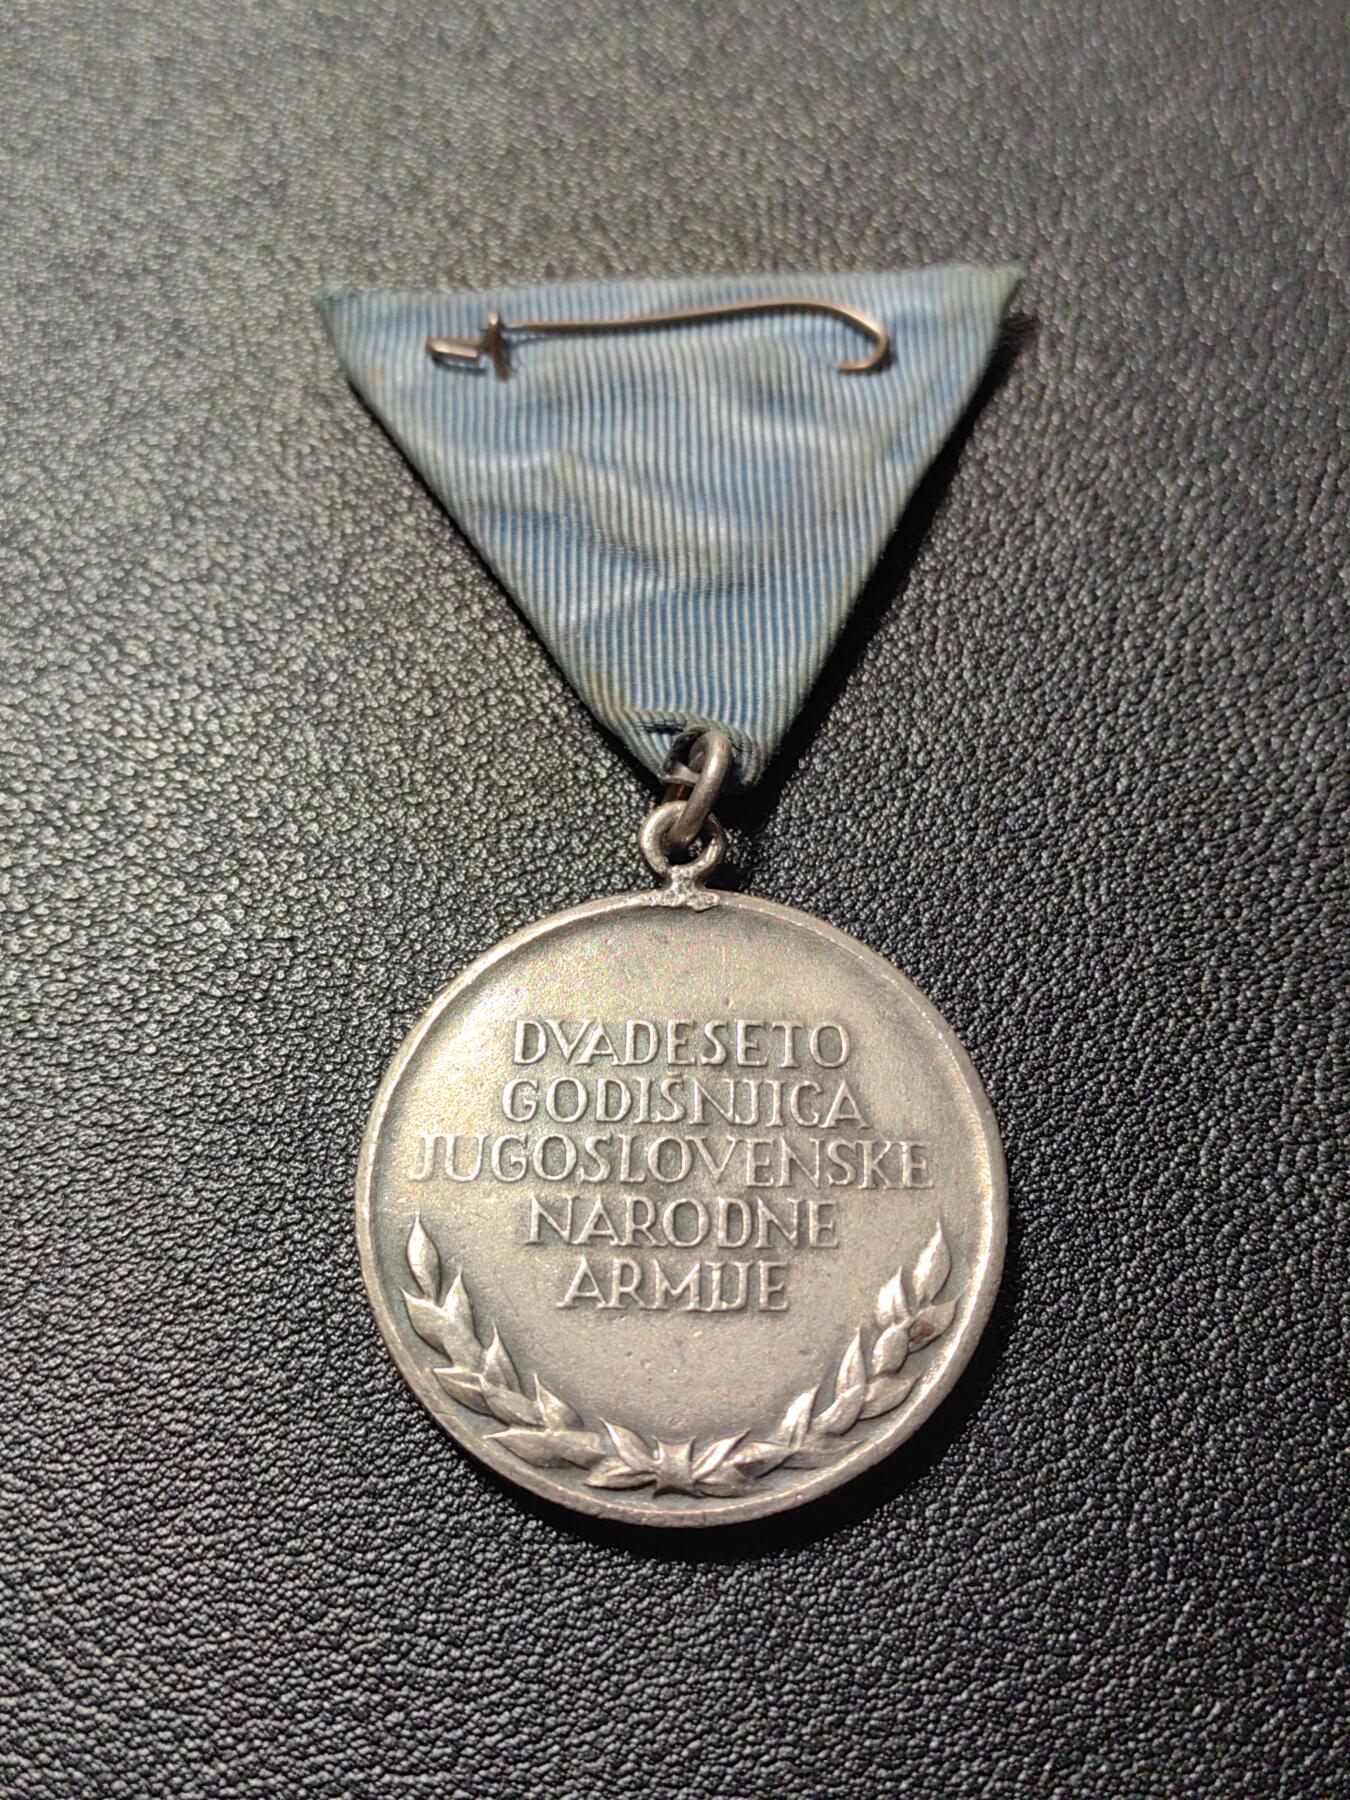 DVADESETO
GODIŠNJICA
JUGOSLOVENSKE
NARODNE
ARMIJE